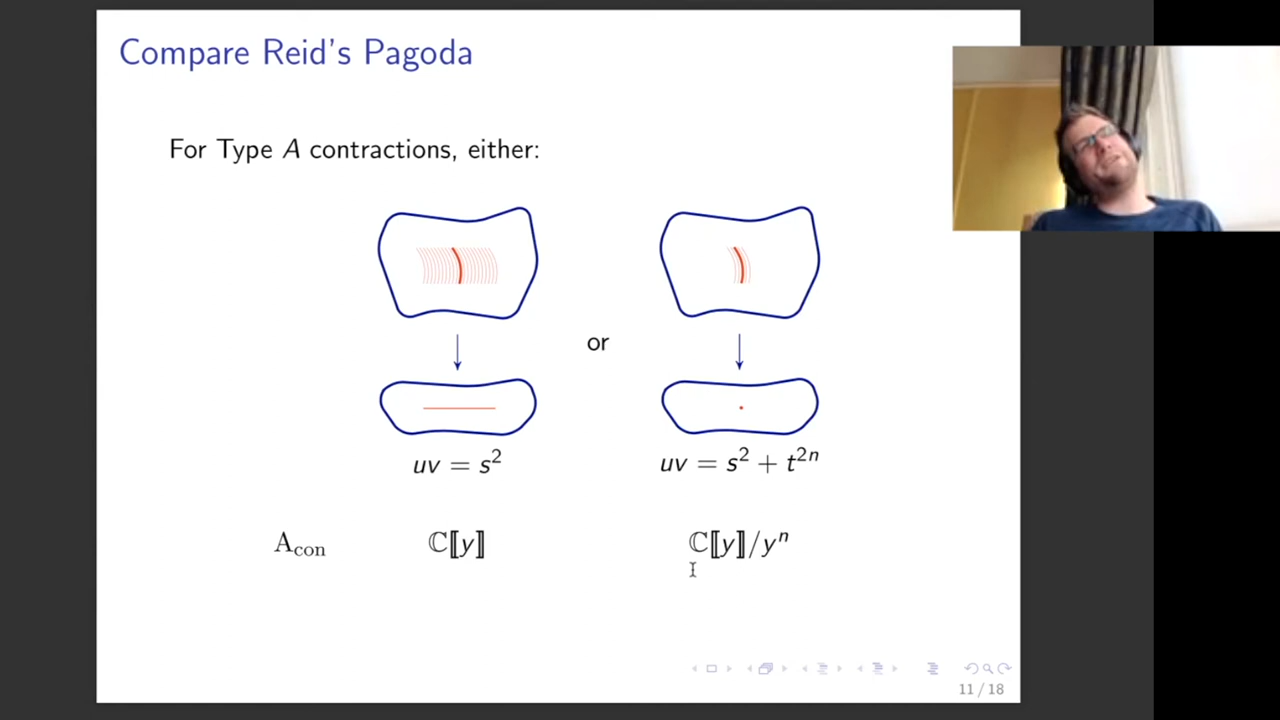 Compare Reid's Pagoda
For Type A contractions, either:
or
uv = s² uv = s² + t²ⁿ
A_con ℂ⟦y⟧ ℂ⟦y⟧/yⁿ
11 / 18